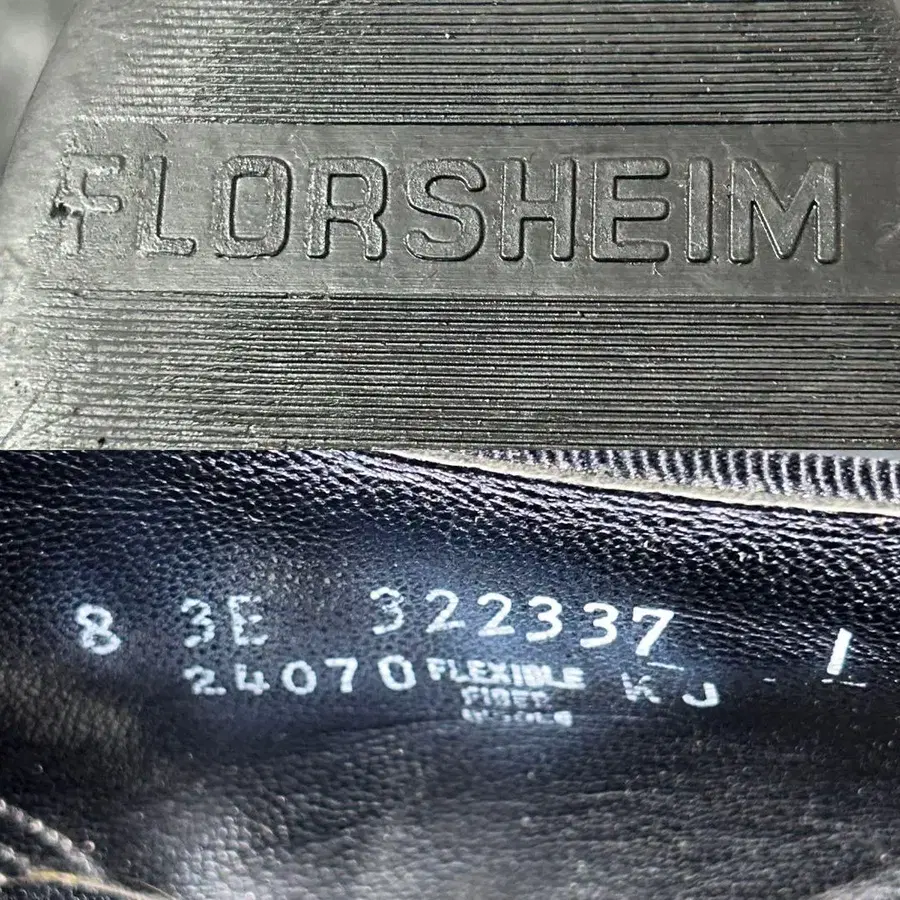 FLORSHEIM
8 3E 322337
24070 FLEXIBLE KJ
FIBER